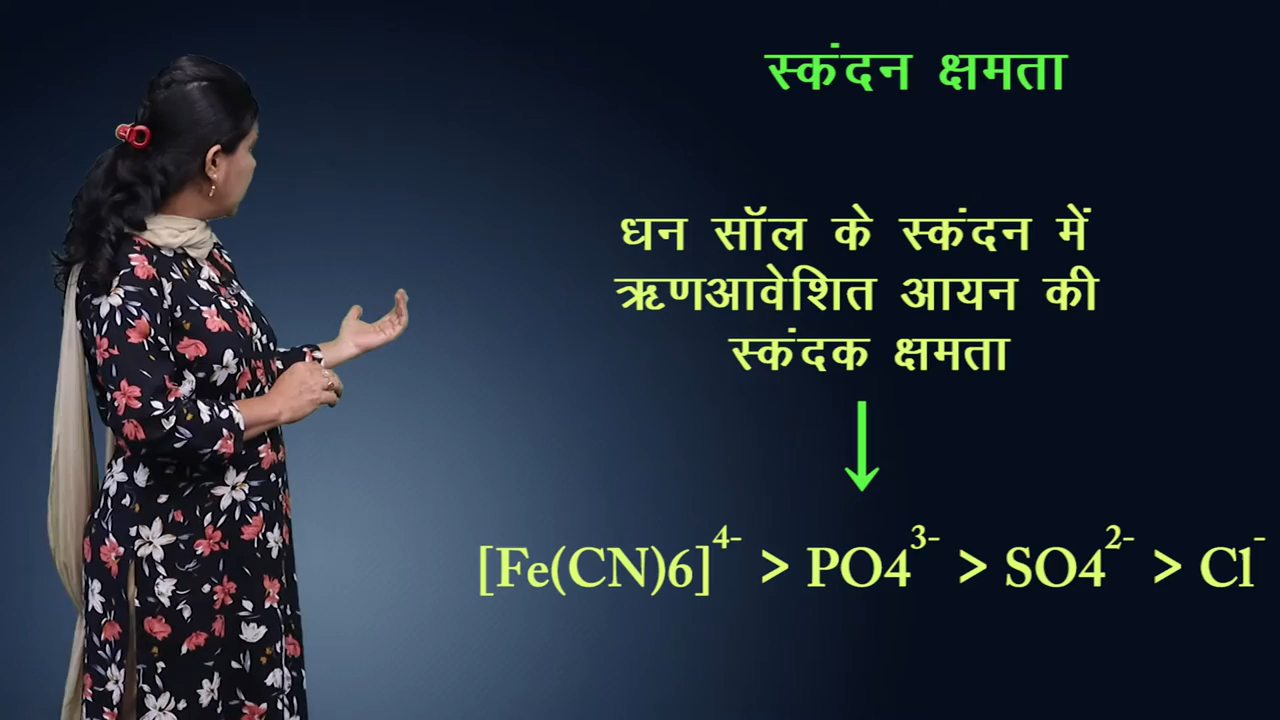 स्कंदन क्षमता
धन सॉल के स्कंदन में
ऋणआवेशित आयन की
स्कंदक क्षमता
[Fe(CN)6]⁴⁻ > PO4³⁻ > SO4²⁻ > Cl⁻